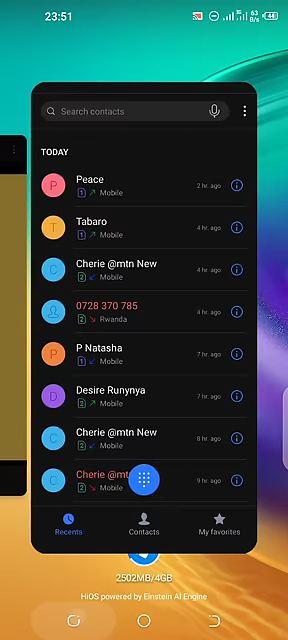 23:51
3G
63
B/s
44
Search contacts
TODAY
P
Peace
2 hr. ago
1 Mobile
T
Tabaro
4 hr. ago
1 Mobile
C
Cherie @mtn New
4 hr. ago
2 Mobile
0728 370 785
4 hr. ago
2 Rwanda
P
P Natasha
7 hr. ago
1 Mobile
D
Desire Runynya
7 hr. ago
2 Mobile
C
Cherie @mtn New
8 hr. ago
2 Mobile
C
Cherie @mt
9 hr. ago
2 Mobile
Recents
Contacts
My favorites
2502MB/4GB
HiOS powered by Einstein AI Engine